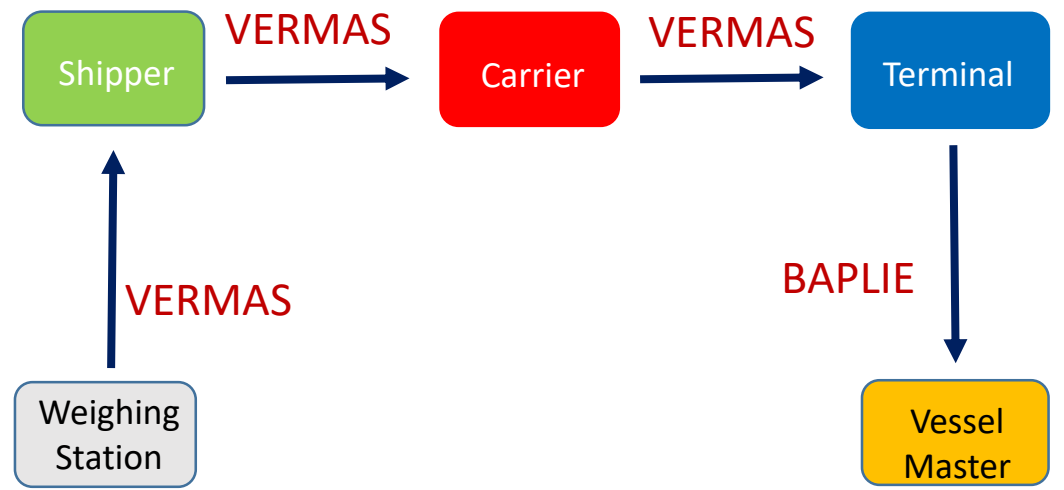 VERMAS
VERMAS
Shipper
Carrier
Terminal
VERMAS
BAPLIE
Weighing
Station
Vessel
Master